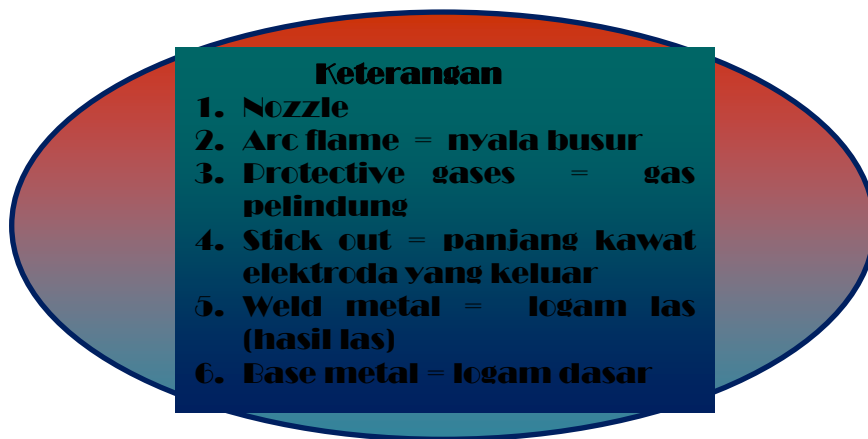 Keterangan
1. Nozzle
2. Arc flame = nyala busur
3. Protective gases = gas
pelindung
4. Stick out = panjang kawat
elektroda yang keluar
5. Weld metal = logam las
(hasil las)
6. Base metal = logam dasar